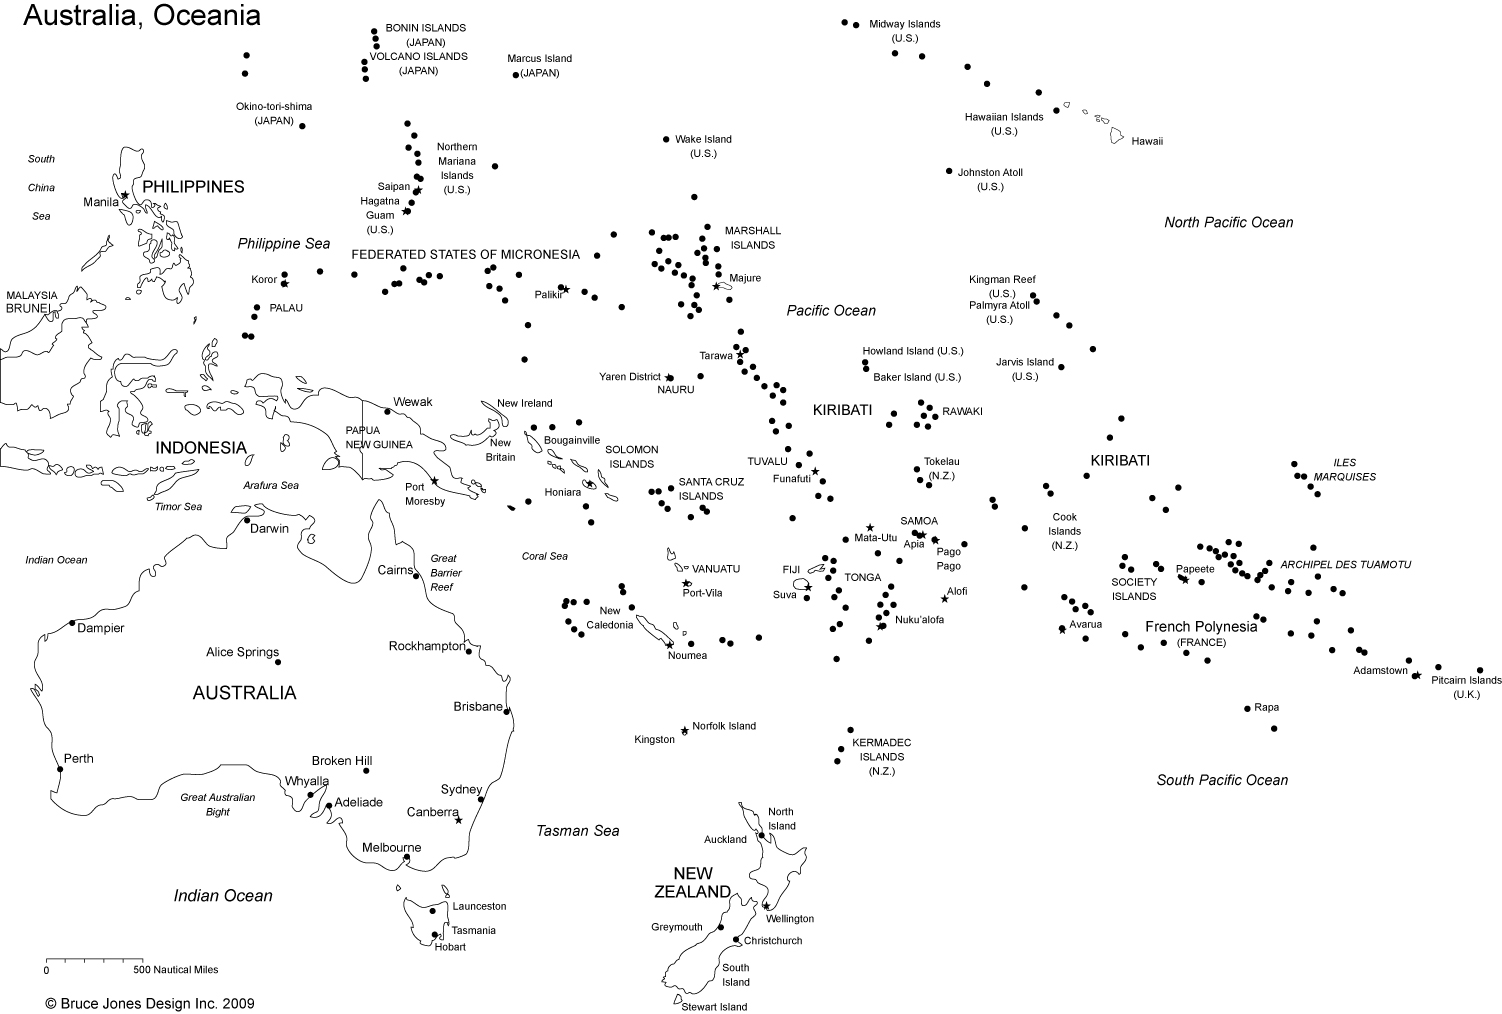 Australia, Oceania
BONIN ISLANDS
(JAPAN)
VOLCANO ISLANDS
(JAPAN)
Marcus Island
(JAPAN)
Midway Islands
(U.S.)
Okino-tori-shima
(JAPAN)
Hawaiian Islands
(U.S.)
Hawaii
Wake Island
(U.S.)
Johnston Atoll
(U.S.)
South
China
Sea
PHILIPPINES
Manila
Northern
Mariana
Islands
(U.S.)
Saipan
Hagatna
Guam
(U.S.)
North Pacific Ocean
Philippine Sea
FEDERATED STATES OF MICRONESIA
MARSHALL
ISLANDS
Majure
Koror
PALAU
Palikir
MALAYSIA
BRUNEI
Pacific Ocean
Kingman Reef
(U.S.)
Palmyra Atoll
(U.S.)
Tarawa
Howland Island (U.S.)
Baker Island (U.S.)
Jarvis Island
(U.S.)
Yaren District
NAURU
KIRIBATI
RAWAKI
Wewak
New Ireland
PAPUA
NEW GUINEA
New
Britain
Bougainville
SOLOMON
ISLANDS
INDONESIA
TUVALU
Funafuti
Tokelau
(N.Z.)
KIRIBATI
ILES
MARQUISES
Arafura Sea
Timor Sea
Port
Moresby
Honiara
SANTA CRUZ
ISLANDS
Darwin
Cook
Islands
(N.Z.)
SAMOA
Mata-Utu
Apia
Pago
Pago
Indian Ocean
Great
Barrier
Reef
Cairns
Coral Sea
VANUATU
Port-Vila
FIJI
Suva
TONGA
Alofi
Nuku'alofa
SOCIETY
ISLANDS
Papeete
ARCHIPEL DES TUAMOTU
Dampier
New
Caledonia
Noumea
Avarua
French Polynesia
(FRANCE)
Alice Springs
Rockhampton
Adamstown
Pitcairn Islands
(U.K.)
AUSTRALIA
Brisbane
Rapa
Norfolk Island
Kingston
KERMADEC
ISLANDS
(N.Z.)
Perth
Broken Hill
Whyalla
Adeliade
Sydney
Canberra
Great Australian
Bight
South Pacific Ocean
Melbourne
Tasman Sea
North
Island
Auckland
NEW
ZEALAND
Wellington
Indian Ocean
Launceston
Tasmania
Hobart
Greymouth
Christchurch
South
Island
Stewart Island
0
500 Nautical Miles
© Bruce Jones Design Inc. 2009